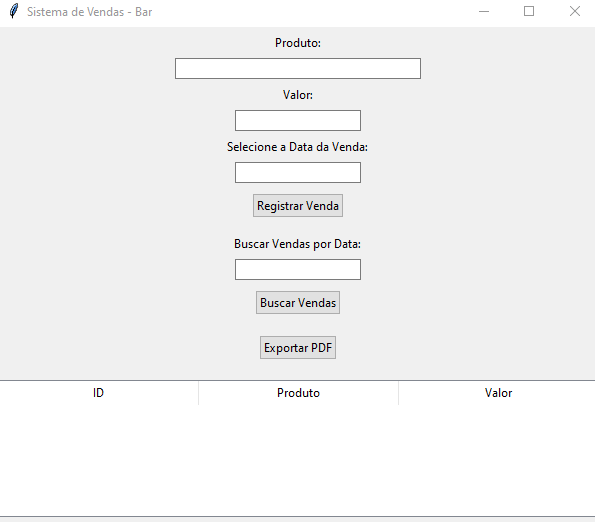 Sistema de Vendas - Bar
Produto:
Valor:
Selecione a Data da Venda:
Registrar Venda
Buscar Vendas por Data:
Buscar Vendas
Exportar PDF
ID Produto Valor